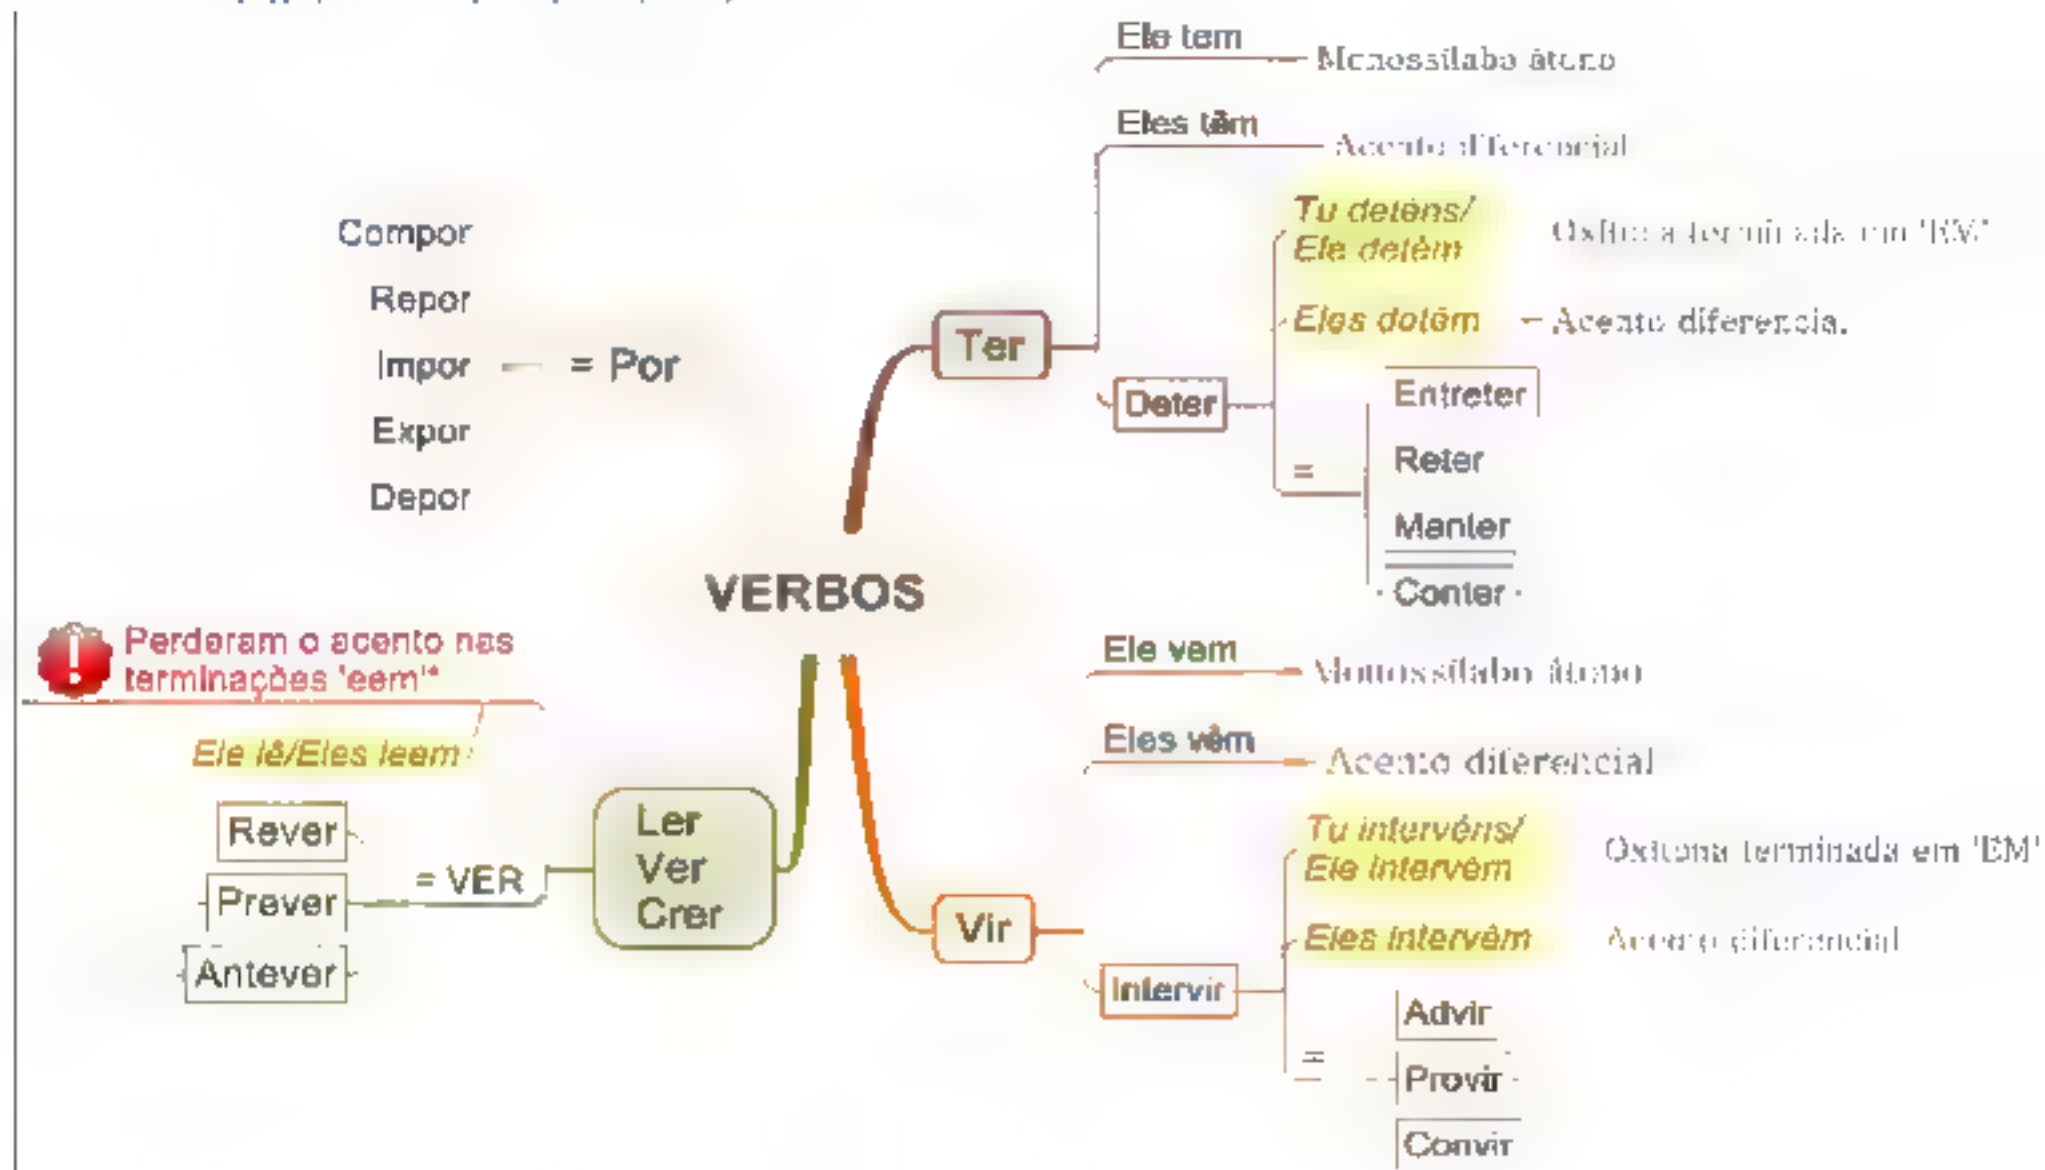 Compor
Repor
Impor
= Por
Expor
Depor
VERBOS
Ter
Ele tem
Monossílabo átono
Eles têm
Acento diferencial
Deter
Tu deténs/
Ele detém
Oxítona terminada em 'EM'
Eles detêm
Acento diferencial
=
Entreter
Reter
Manter
Conter
Perderam o acento nas
terminações 'eem'*
Ele lê/Eles leem
Ler
Ver
Crer
= VER
Rever
Prever
Antever
Vir
Ele vem
Monossílabo átono
Eles vêm
Acento diferencial
Intervir
Tu intervéns/
Ele intervém
Oxítona terminada em 'EM'
Eles intervêm
Acento diferencial
=
Advir
Provir
Convir